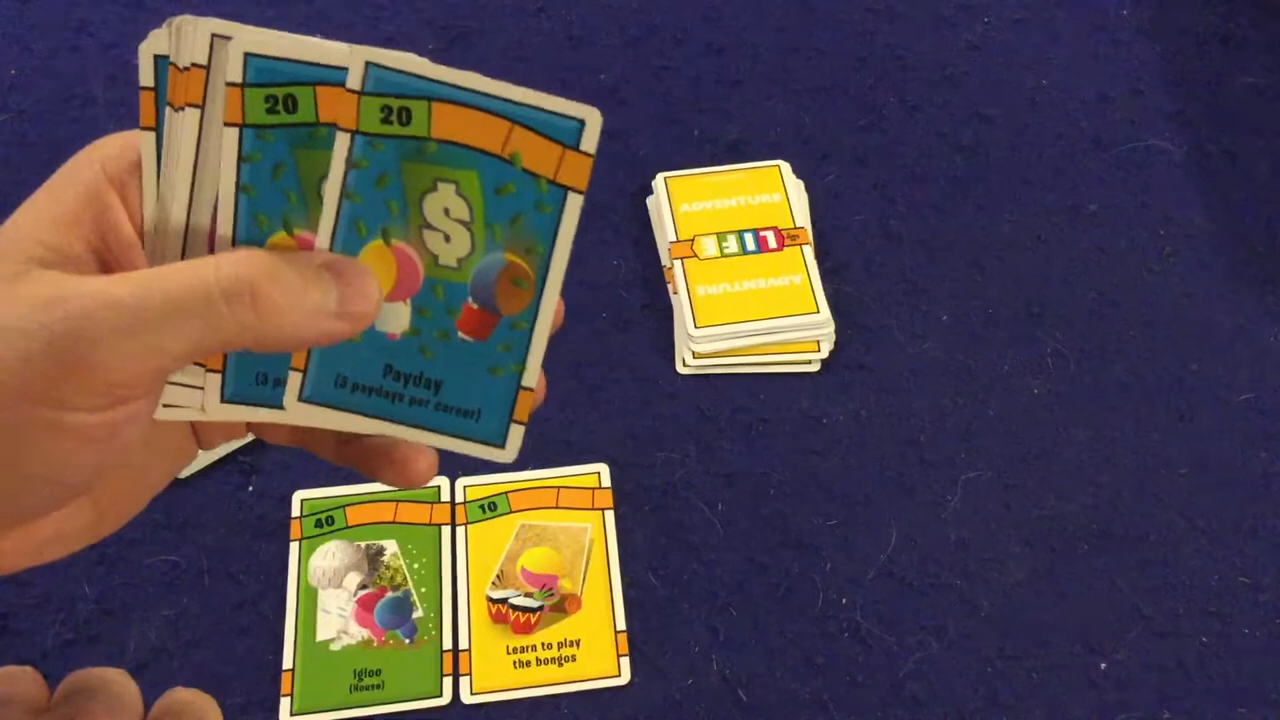 20
20
$
Payday
(3 paydays per career)
(3 p
ADVENTURE
LIFE
ADVENTURE
40
Igloo
(House)
10
Learn to play
the bongos